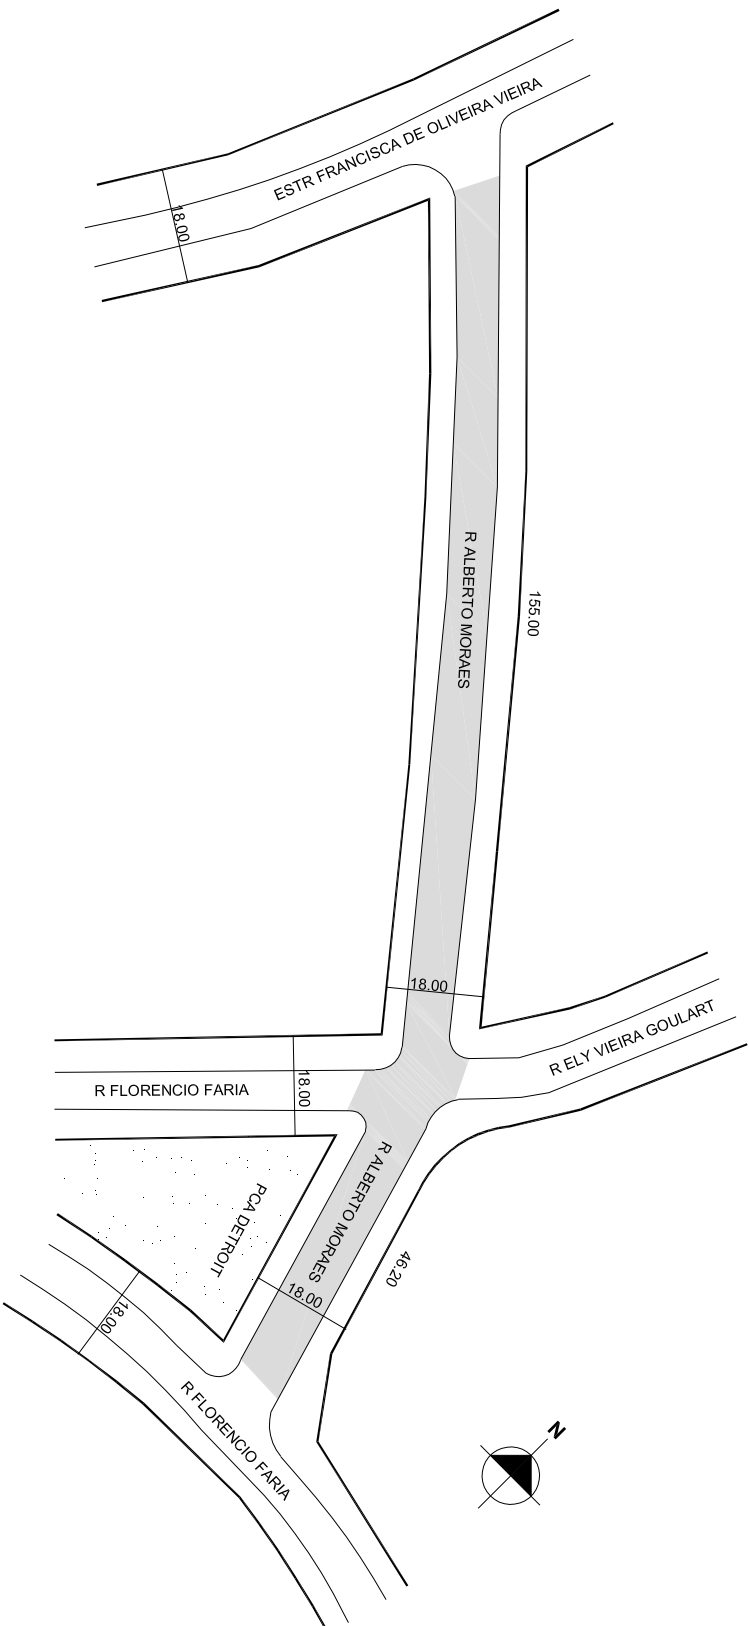 ESTR FRANCISCA DE OLIVEIRA VIEIRA
18.00
R ALBERTO MORAES
155.00
18.00
R ELY VIEIRA GOULART
R FLORENCIO FARIA
18.00
R ALBERTO MORAES
PCA DETROIT
46.20
18.00
18.00
R FLORENCIO FARIA
N